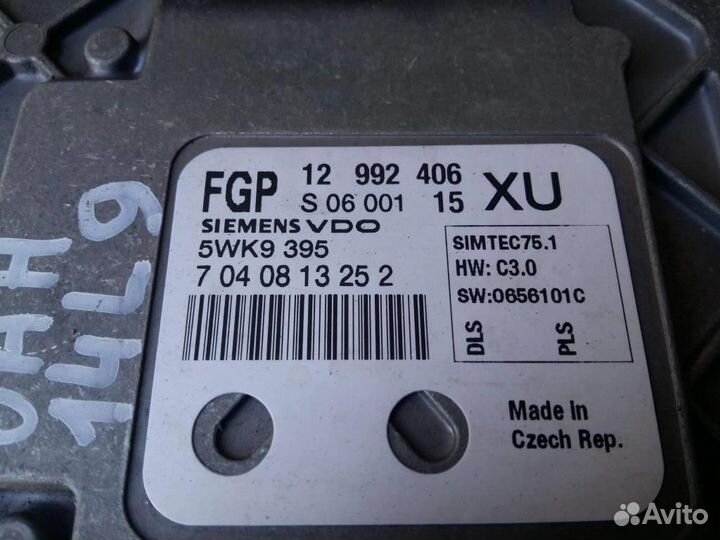 FGP 12 992 406 XU
S 06 001 15
SIEMENS VDO
5WK9 395
7 04 08 13 25 2
SIMTEC75.1
HW: C3.0
SW:0656101C
DLS PLS
Made In
Czech Rep.
14L9
Avito